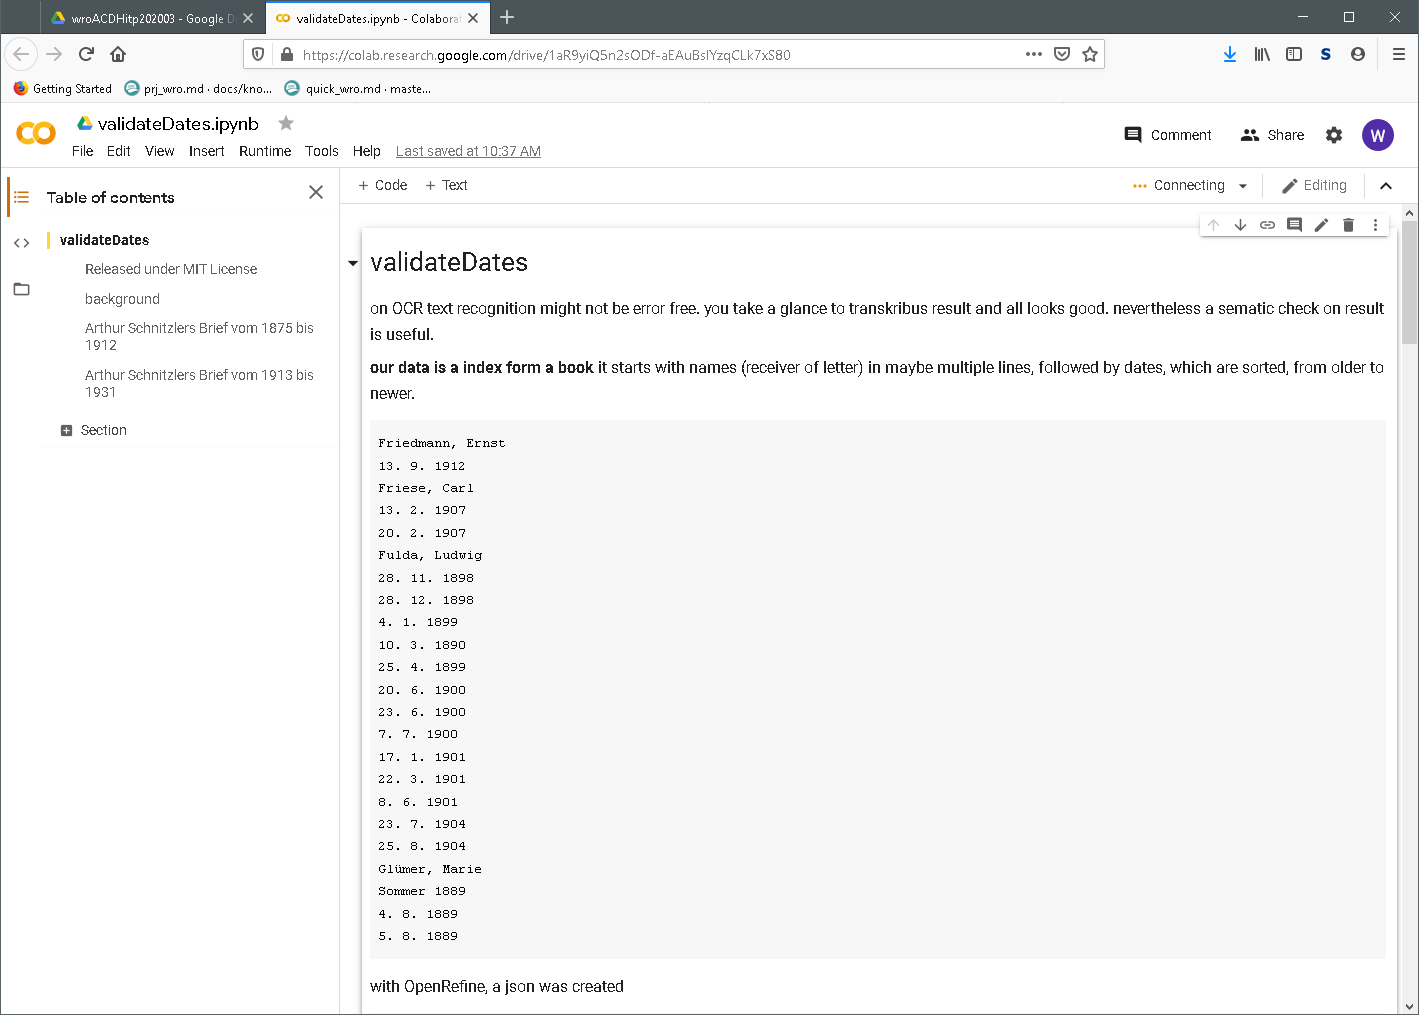 wroACDHitp202003 - Google D
validateDates.ipynb - Colaborat
https://colab.research.google.com/drive/1aR9yiQ5n2sODf-aEAuBsIYzqCLk7xS80
Getting Started prj_wro.md · docs/kno... quick_wro.md · maste...
validateDates.ipynb
File Edit View Insert Runtime Tools Help Last saved at 10:37 AM
Comment Share W
Table of contents
validateDates
Released under MIT License
background
Arthur Schnitzlers Brief vom 1875 bis
1912
Arthur Schnitzlers Brief vom 1913 bis
1931
Section
+ Code + Text
Connecting Editing
validateDates
on OCR text recognition might not be error free. you take a glance to transkribus result and all looks good. nevertheless a sematic check on result
is useful.
our data is a index form a book it starts with names (receiver of letter) in maybe multiple lines, followed by dates, which are sorted, from older to
newer.
Friedmann, Ernst
13. 9. 1912
Friese, Carl
13. 2. 1907
20. 2. 1907
Fulda, Ludwig
28. 11. 1898
28. 12. 1898
4. 1. 1899
10. 3. 1890
25. 4. 1899
20. 6. 1900
23. 6. 1900
7. 7. 1900
17. 1. 1901
22. 3. 1901
8. 6. 1901
23. 7. 1904
25. 8. 1904
Glümer, Marie
Sommer 1889
4. 8. 1889
5. 8. 1889
with OpenRefine, a json was created